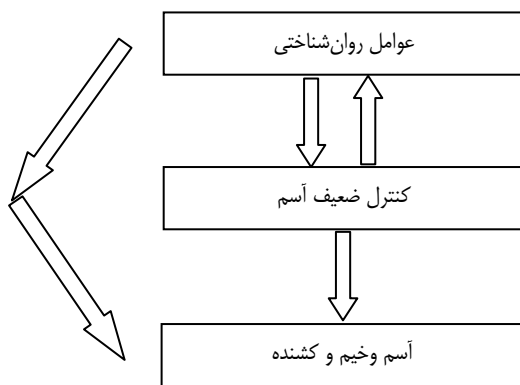 عوامل روان‌شناختی
کنترل ضعیف آسم
آسم وخیم و کشنده